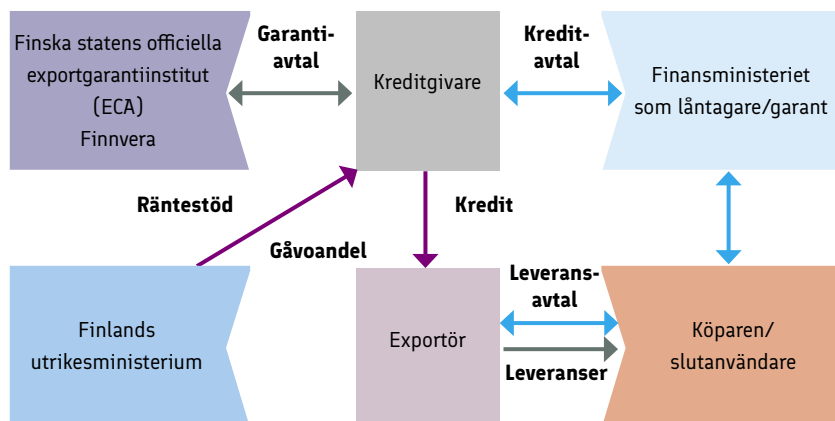 Finska statens officiella
exportgarantiinstitut
(ECA)
Finnvera
Garanti-
avtal
Kreditgivare
Kredit-
avtal
Finansministeriet
som låntagare/garant
Räntestöd
Kredit
Gåvoandel
Finlands
utrikesministerium
Exportör
Leverans-
avtal
Leveranser
Köparen/
slutanvändare